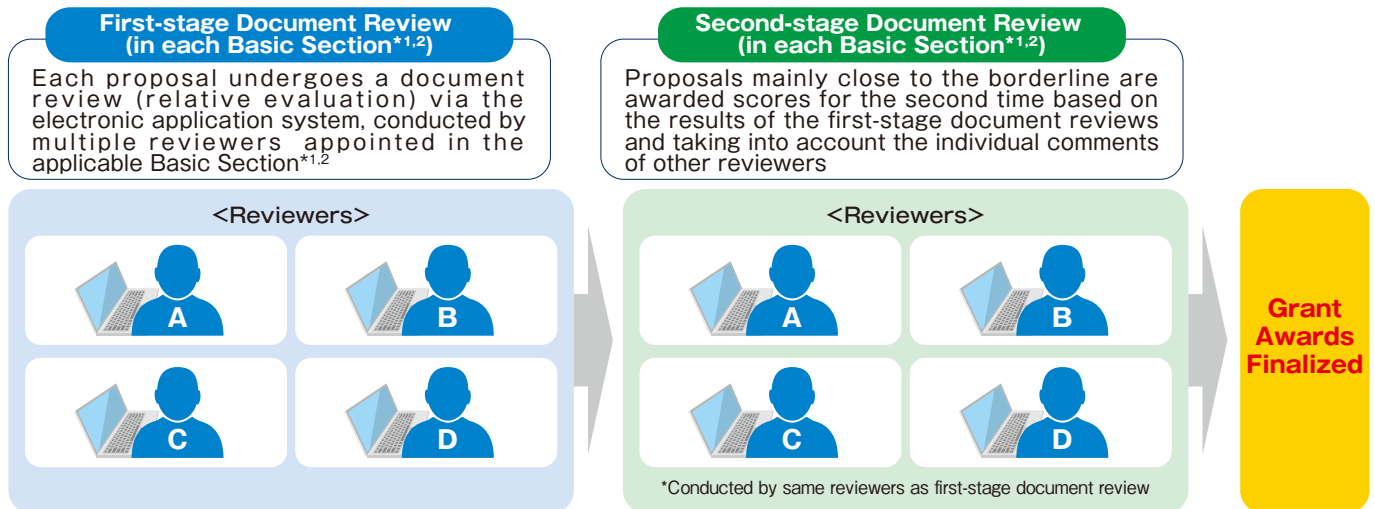 First-stage Document Review
(in each Basic Section*1,2)
Each proposal undergoes a document
review (relative evaluation) via the
electronic application system, conducted by
multiple reviewers appointed in the
applicable Basic Section*1,2
<Reviewers>
A
B
C
D
Second-stage Document Review
(in each Basic Section*1,2)
Proposals mainly close to the borderline are
awarded scores for the second time based on
the results of the first-stage document reviews
and taking into account the individual comments
of other reviewers
<Reviewers>
A
B
C
D
*Conducted by same reviewers as first-stage document review
Grant
Awards
Finalized